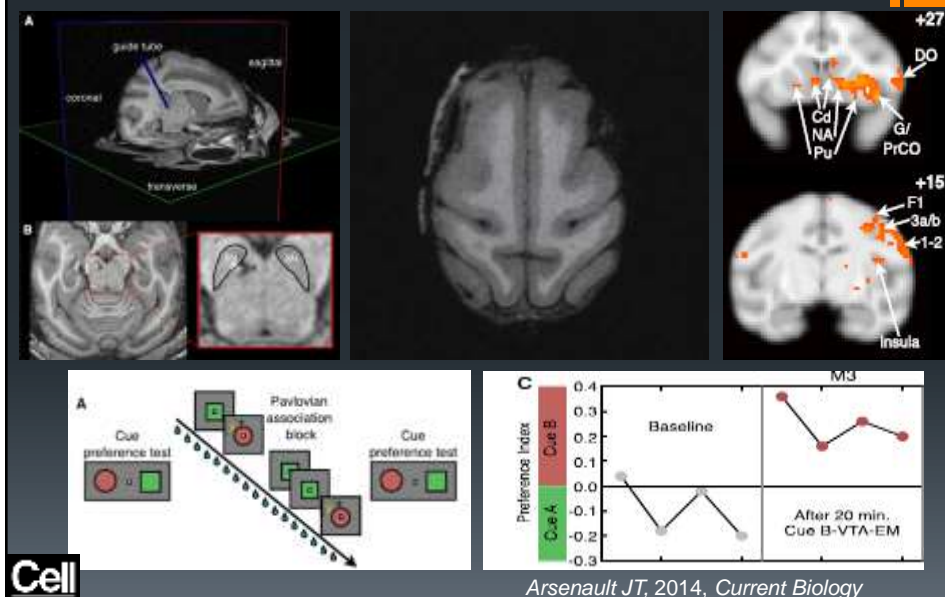 A
guide tube
sagittal
coronal
transverse
B
+27
DO
Cd
NA
Pu
G/
PrCO
+15
F1
3a/b
1-2
Insula
A
Pavlovian
association
block
Cue
preference test
Cue
preference test
C
M3
Preference Index
Cue B
Cue A
0.4
0.3
0.2
0.1
0.0
-0.1
-0.2
-0.3
Baseline
After 20 min.
Cue B-VTA-EM
Cell
Arsenault JT, 2014, Current Biology